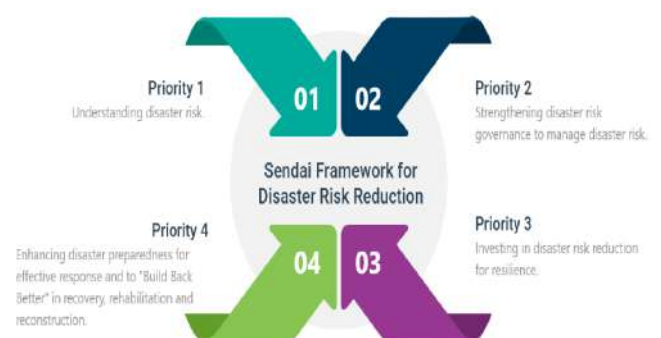 Priority 1
Understanding disaster risk.
01
02
Priority 2
Strengthening disaster risk
governance to manage disaster risk.
Sendai Framework for
Disaster Risk Reduction
Priority 4
Enhancing disaster preparedness for
effective response and to "Build Back
Better" in recovery, rehabilitation and
reconstruction.
04
03
Priority 3
Investing in disaster risk reduction
for resilience.